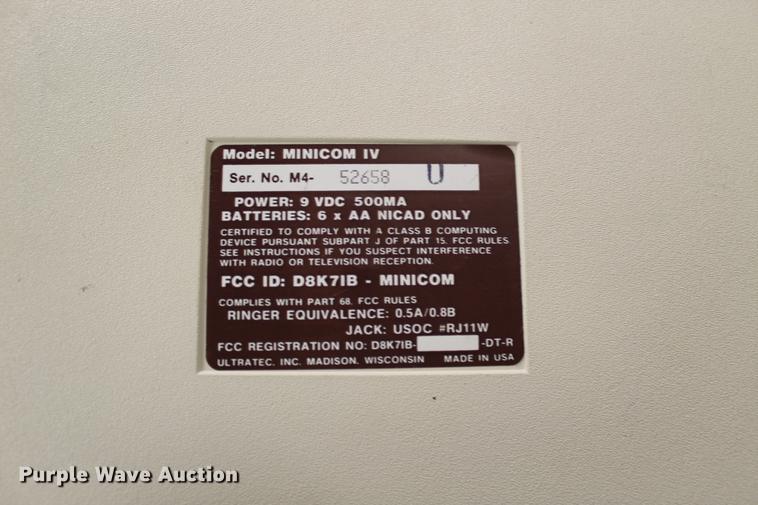 Model: MINICOM IV
Ser. No. M4- 52658 U
POWER: 9 VDC 500MA
BATTERIES: 6 x AA NICAD ONLY
CERTIFIED TO COMPLY WITH A CLASS B COMPUTING
DEVICE PURSUANT SUBPART J OF PART 15. FCC RULES
SEE INSTRUCTIONS IF YOU SUSPECT INTERFERENCE
WITH RADIO OR TELEVISION RECEPTION.
FCC ID: D8K7IB - MINICOM
COMPLIES WITH PART 68. FCC RULES
RINGER EQUIVALENCE: 0.5A/0.8B
JACK: USOC #RJ11W
FCC REGISTRATION NO: D8K7IB- -DT-R
ULTRATEC, INC. MADISON, WISCONSIN MADE IN USA
Purple Wave Auction